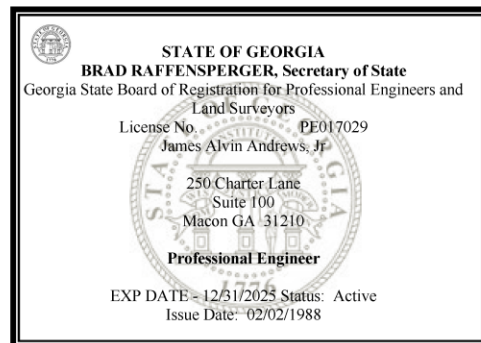 STATE OF GEORGIA
BRAD RAFFENSPERGER, Secretary of State
Georgia State Board of Registration for Professional Engineers and
Land Surveyors
License No. PE017029
James Alvin Andrews, Jr
250 Charter Lane
Suite 100
Macon GA 31210
Professional Engineer
1776
EXP DATE - 12/31/2025 Status: Active
Issue Date: 02/02/1988